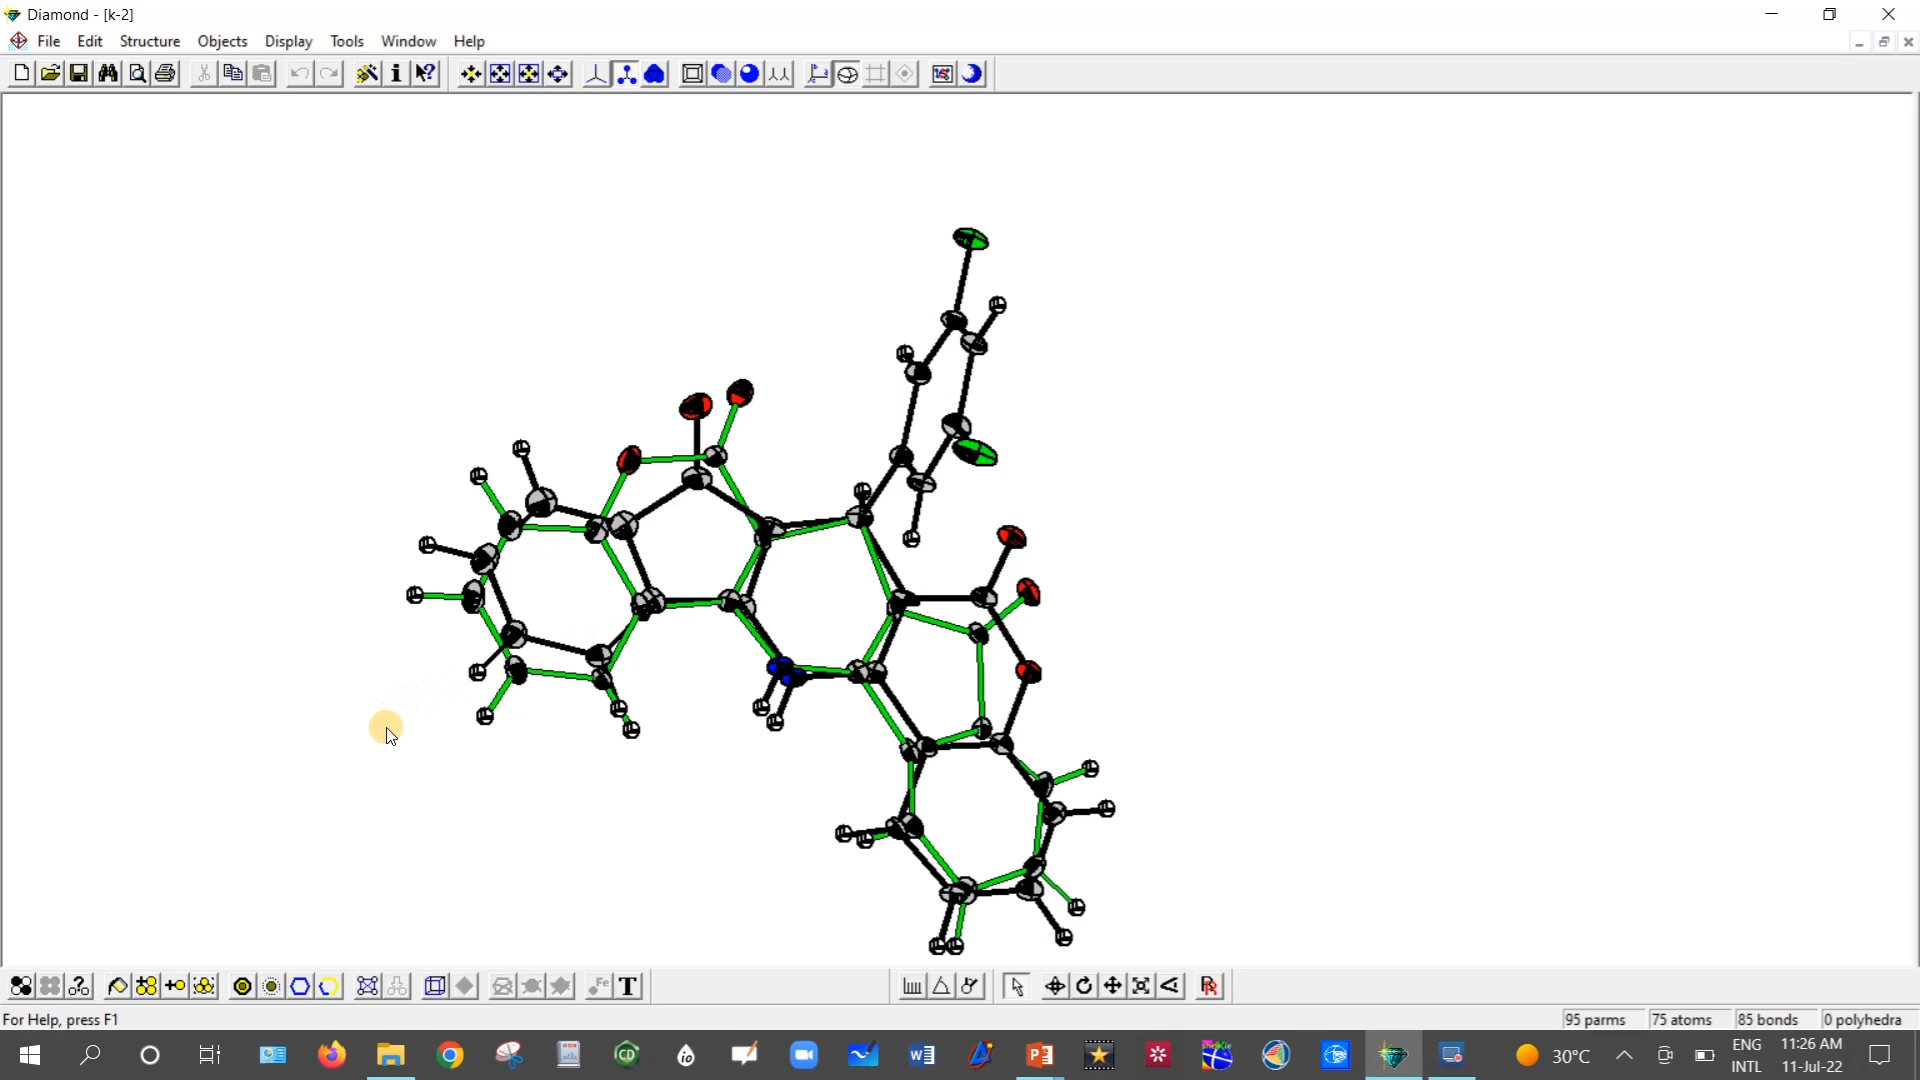 Diamond - [k-2]
File Edit Structure Objects Display Tools Window Help
For Help, press F1
95 parms 75 atoms 85 bonds 0 polyhedra
30°C
ENG
INTL
11:26 AM
11-Jul-22